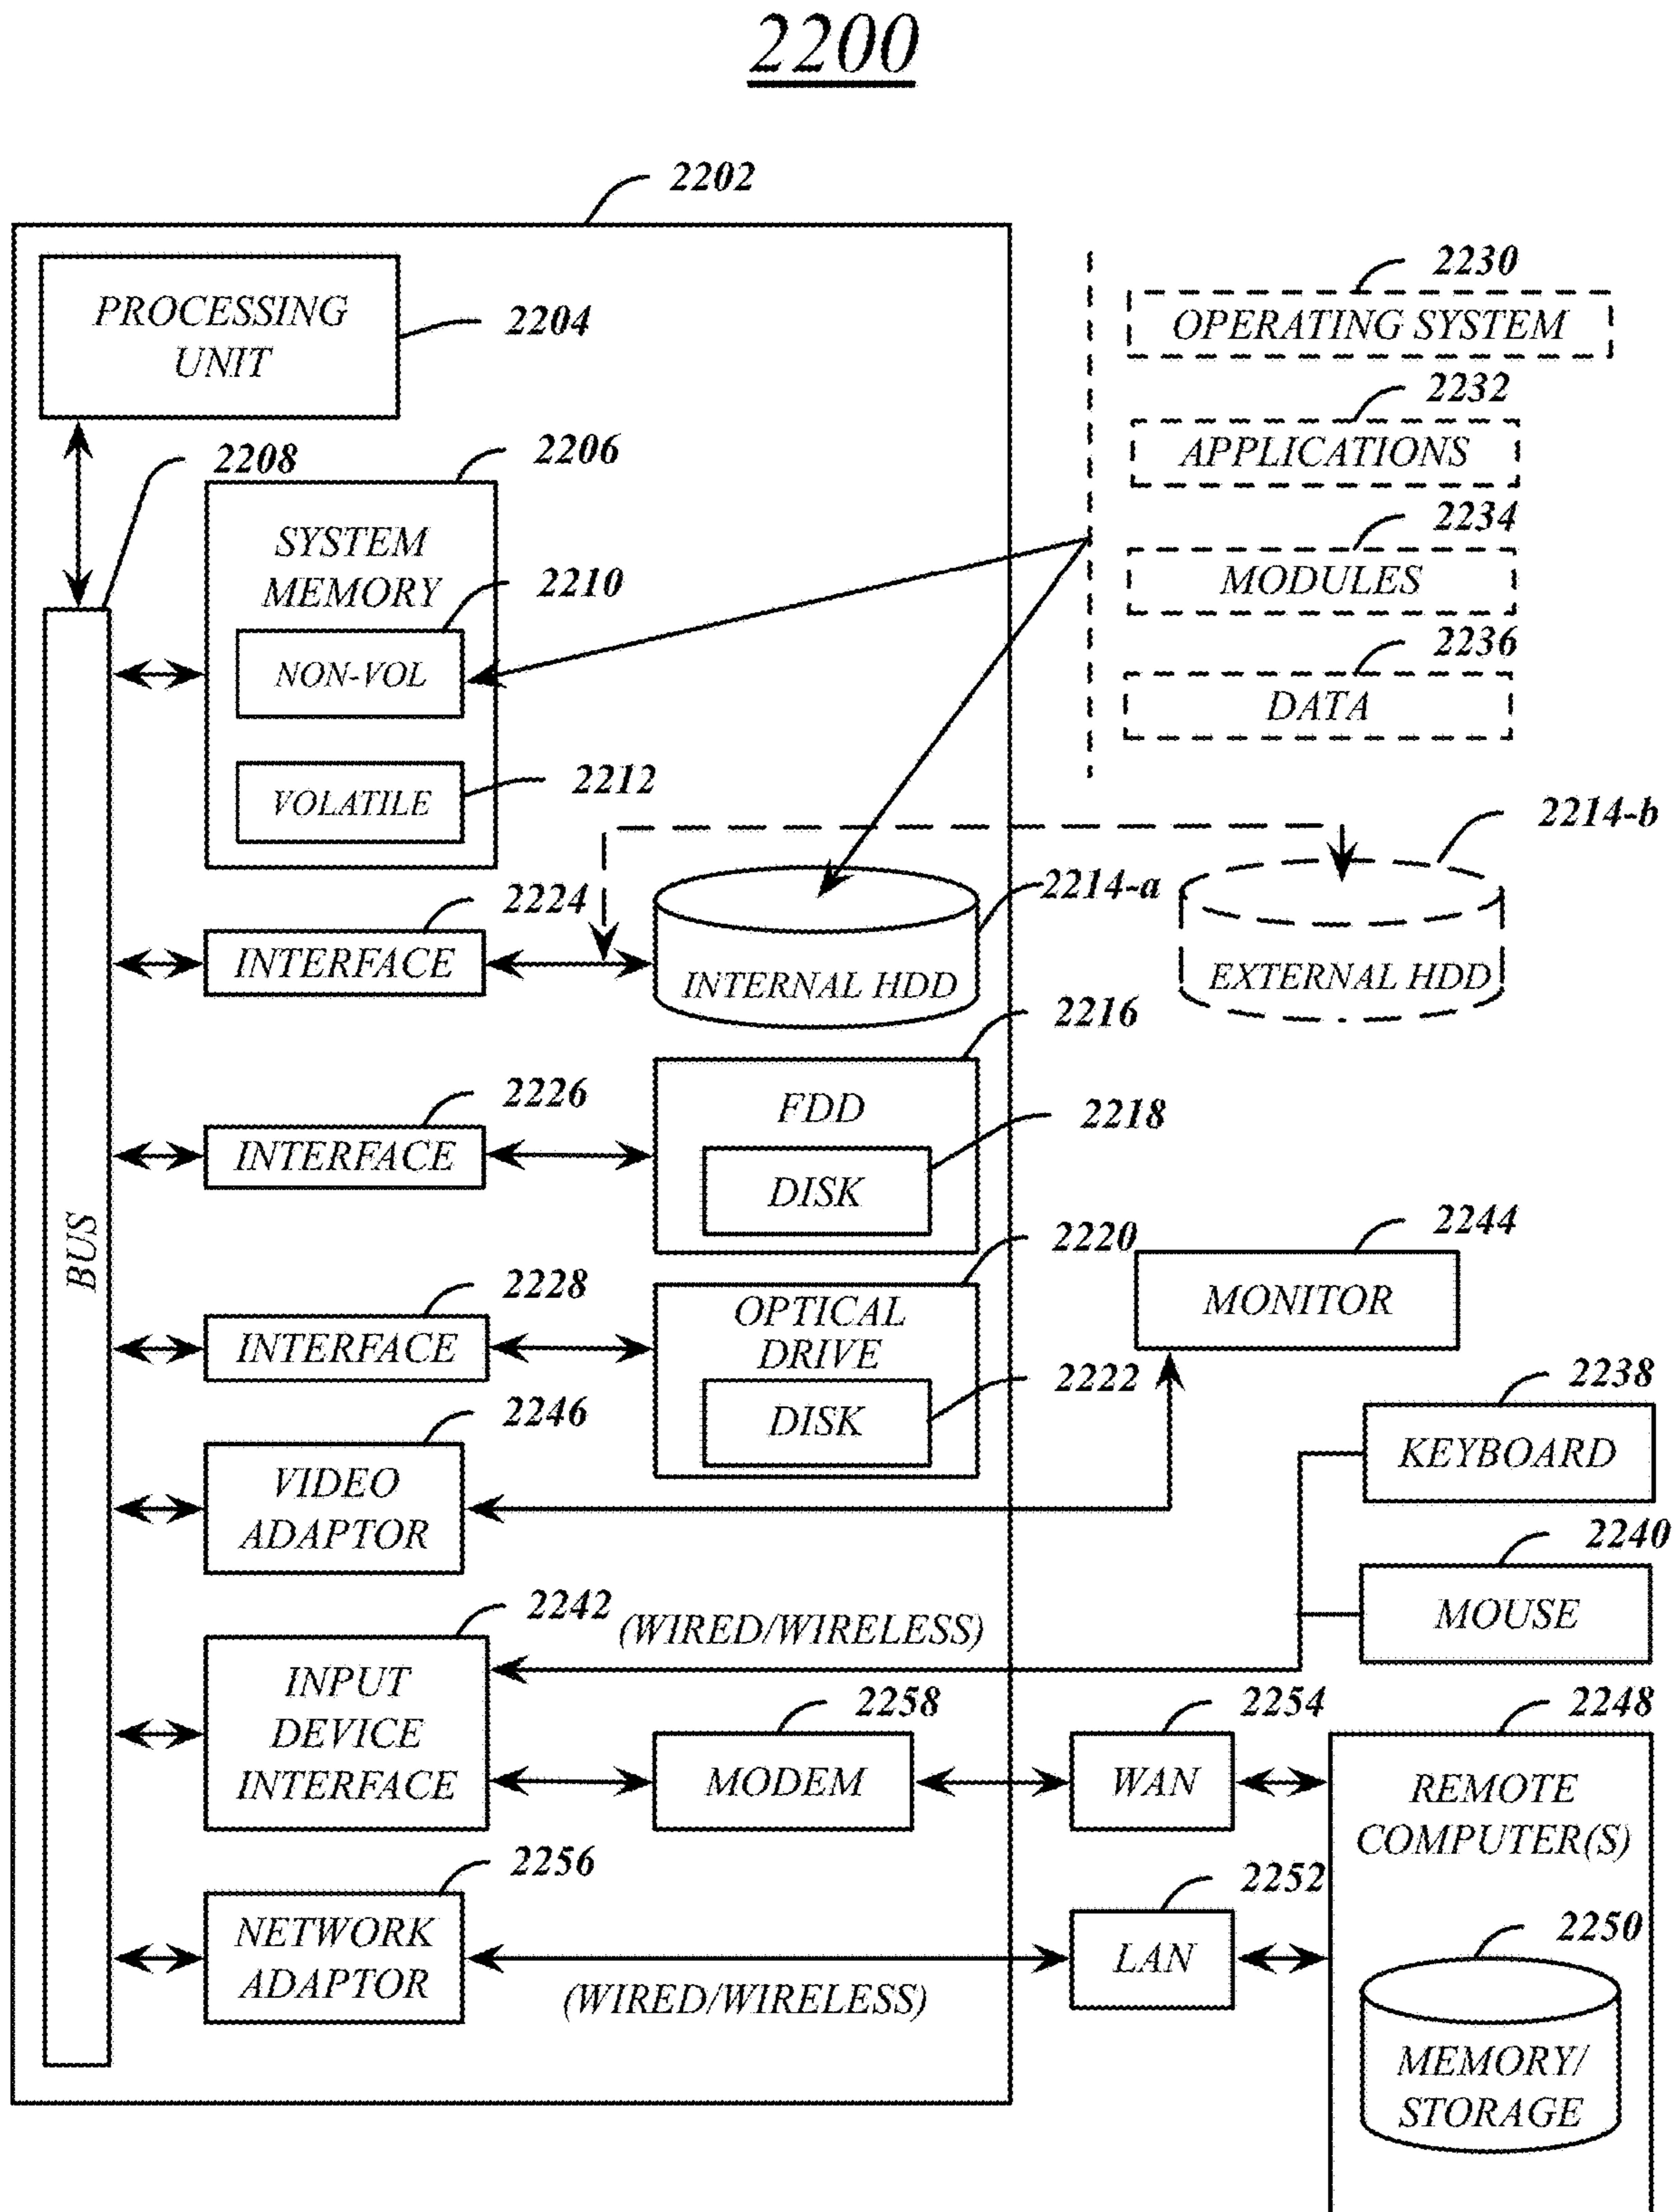 2200
2202
PROCESSING
UNIT
2204
2230
OPERATING SYSTEM
2232
APPLICATIONS
2234
MODULES
2236
DATA
2208
2206
SYSTEM
MEMORY
2210
NON-VOL
2212
VOLATILE
BUS
2224
INTERFACE
2214-a
INTERNAL HDD
2214-b
EXTERNAL HDD
2226
INTERFACE
2216
FDD
2218
DISK
2228
INTERFACE
2220
OPTICAL
DRIVE
2222
DISK
2244
MONITOR
2246
VIDEO
ADAPTOR
2238
KEYBOARD
2240
MOUSE
2242
INPUT
DEVICE
INTERFACE
(WIRED/WIRELESS)
2258
MODEM
2254
WAN
2248
REMOTE
COMPUTER(S)
2256
NETWORK
ADAPTOR
(WIRED/WIRELESS)
2252
LAN
2250
MEMORY/
STORAGE